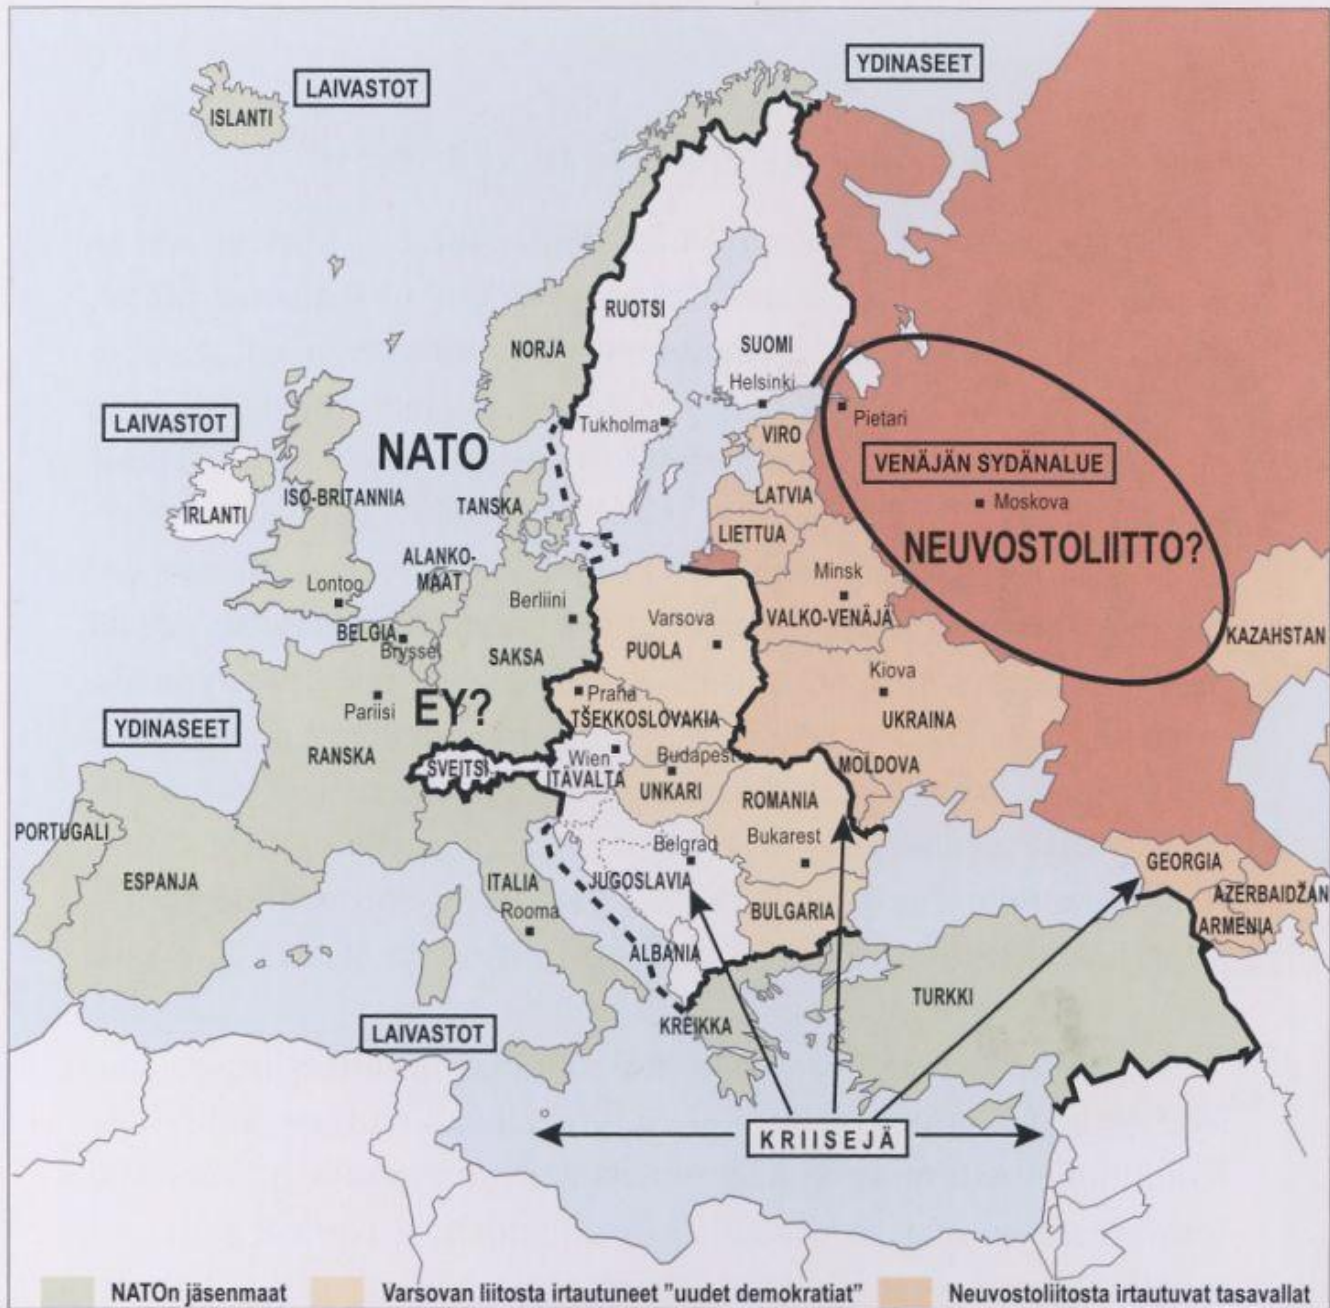 YDINASEET
LAIVASTOT
ISLANTI
RUOTSI
NORJA
SUOMI
Helsinki
Tukholma
Pietari
LAIVASTOT
NATO
VIRO
VENÄJÄN SYDÄNALUE
Moskova
ISO-BRITANNIA
TANSKA
LATVIA
IRLANTI
LIETTUA
NEUVOSTOLIITTO?
ALANKO-
MAAT
Lontoo
Berliini
Minsk
VALKO-VENÄJÄ
Varsova
PUOLA
BELGIA
Bryssel
SAKSA
KAZAHSTAN
Kiova
UKRAINA
Praha
TŠEKKOSLOVAKIA
Pariisi
EY?
YDINASEET
RANSKA
SVEITSI
Wien
ITÄVALTA
Budapest
UNKARI
MOLDOVA
ROMANIA
Bukarest
PORTUGALI
ESPANJA
ITALIA
Rooma
Belgrad
JUGOSLAVIA
BULGARIA
GEORGIA
AZERBAIDŽAN
ARMENIA
ALBANIA
TURKKI
KREIKKA
LAIVASTOT
KRIISEJÄ
NATOn jäsenmaat
Varsovan liitosta irtautuneet ”uudet demokratiat”
Neuvostoliitosta irtautuvat tasavallat